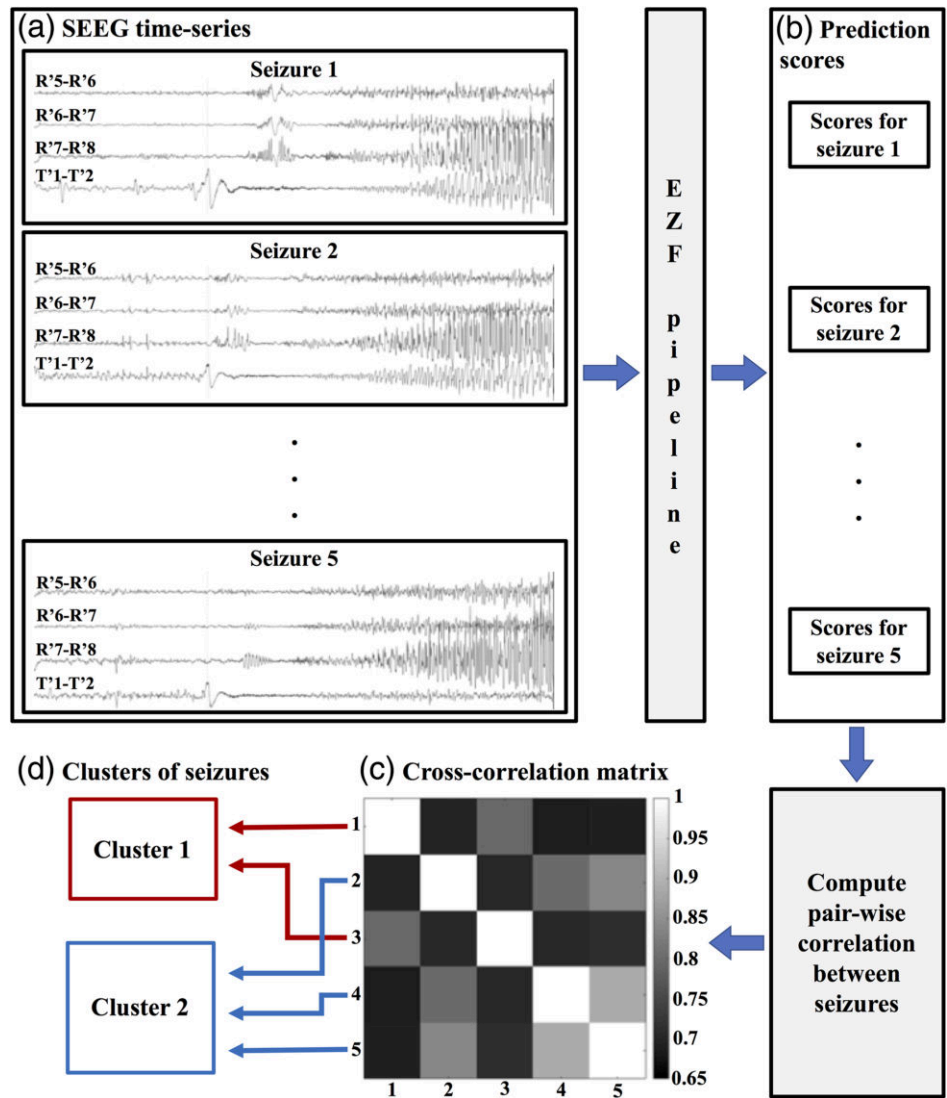 (a) SEEG time-series
Seizure 1
R'5-R'6
R'6-R'7
R'7-R'8
T'1-T'2
Seizure 2
R'5-R'6
R'6-R'7
R'7-R'8
T'1-T'2
Seizure 5
R'5-R'6
R'6-R'7
R'7-R'8
T'1-T'2
E
Z
F
p
i
p
e
l
i
n
e
(b) Prediction
scores
Scores for
seizure 1
Scores for
seizure 2
Scores for
seizure 5
(d) Clusters of seizures
Cluster 1
Cluster 2
(c) Cross-correlation matrix
1
2
3
4
5
1 2 3 4 5
1
0.95
0.9
0.85
0.8
0.75
0.7
0.65
Compute
pair-wise
correlation
between
seizures